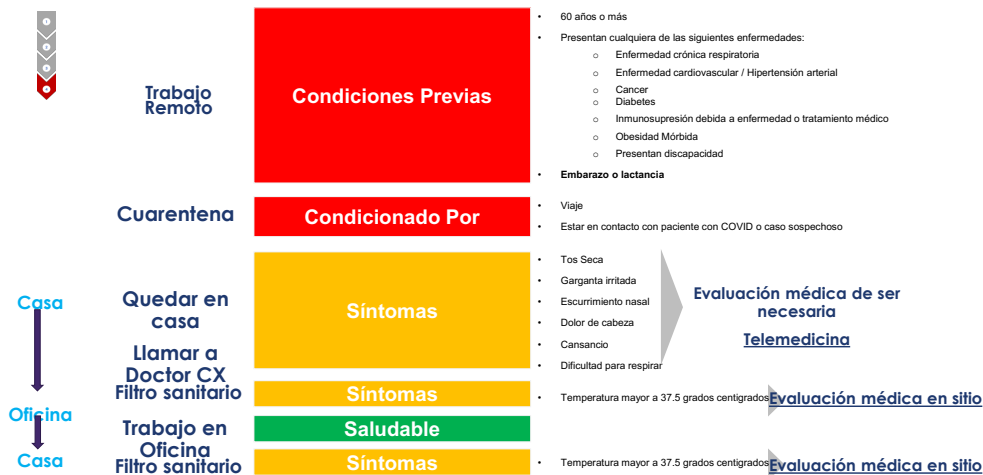 Trabajo
Remoto
Condiciones Previas
• 60 años o más
• Presentan cualquiera de las siguientes enfermedades:
o Enfermedad crónica respiratoria
o Enfermedad cardiovascular / Hipertensión arterial
o Cancer
o Diabetes
o Inmunosupresión debida a enfermedad o tratamiento médico
o Obesidad Mórbida
o Presentan discapacidad
• Embarazo o lactancia
Cuarentena
Condicionado Por
• Viaje
• Estar en contacto con paciente con COVID o caso sospechoso
Casa
Quedar en
casa
Llamar a
Doctor CX
Síntomas
• Tos Seca
• Garganta irritada
• Escurrimiento nasal
• Dolor de cabeza
• Cansancio
• Dificultad para respirar
Evaluación médica de ser
necesaria
Telemedicina
Filtro sanitario
Síntomas
• Temperatura mayor a 37.5 grados centigrados
Evaluación médica en sitio
Oficina
Trabajo en
Oficina
Saludable
Casa
Filtro sanitario
Síntomas
• Temperatura mayor a 37.5 grados centigrados
Evaluación médica en sitio